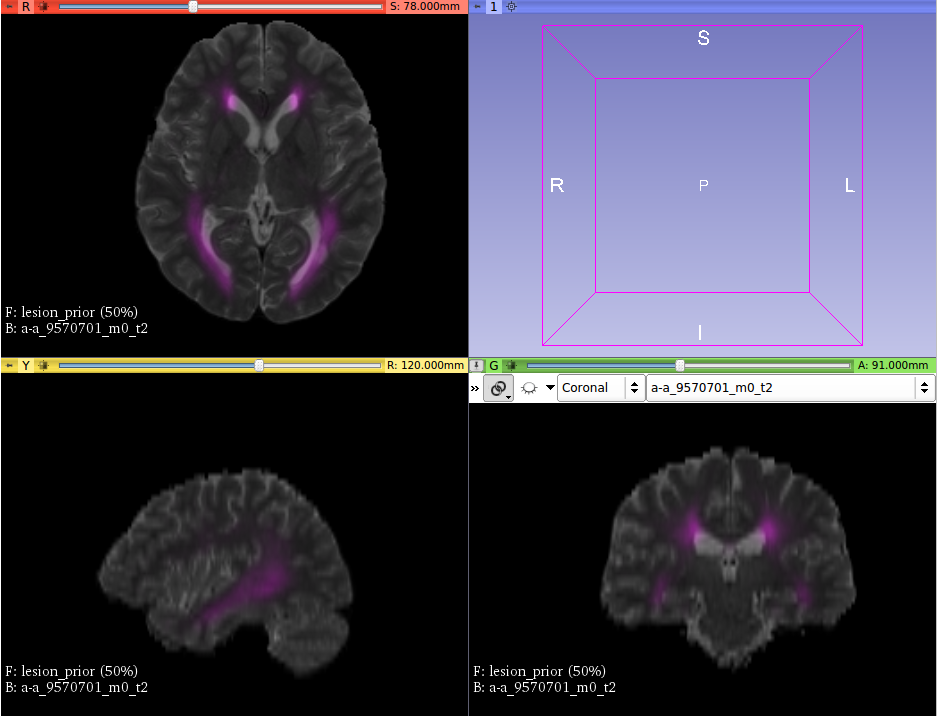 R S: 78.000mm
F: lesion_prior (50%)
B: a-a_9570701_m0_t2
1
S
R P L
I
Y R: 120.000mm
F: lesion_prior (50%)
B: a-a_9570701_m0_t2
G A: 91.000mm
» Coronal a-a_9570701_m0_t2
F: lesion_prior (50%)
B: a-a_9570701_m0_t2